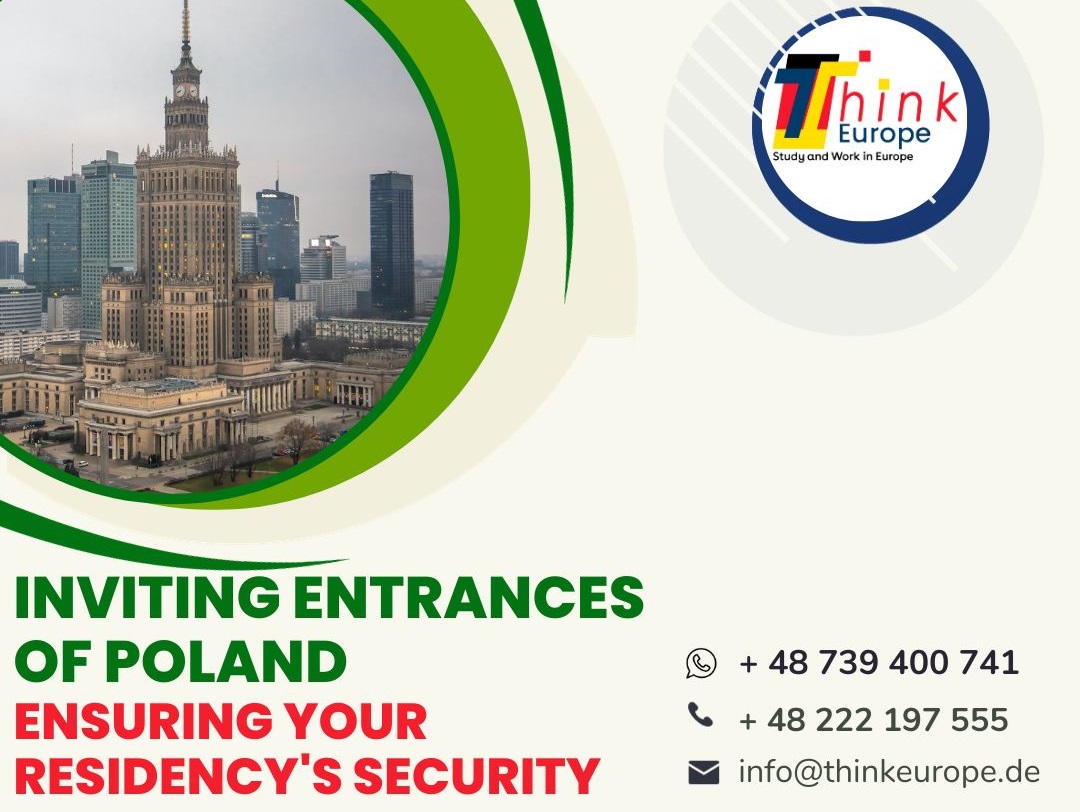 Think
Europe
Study and Work in Europe
INVITING ENTRANCES
OF POLAND
ENSURING YOUR
RESIDENCY'S SECURITY
+ 48 739 400 741
+ 48 222 197 555
info@thinkeurope.de